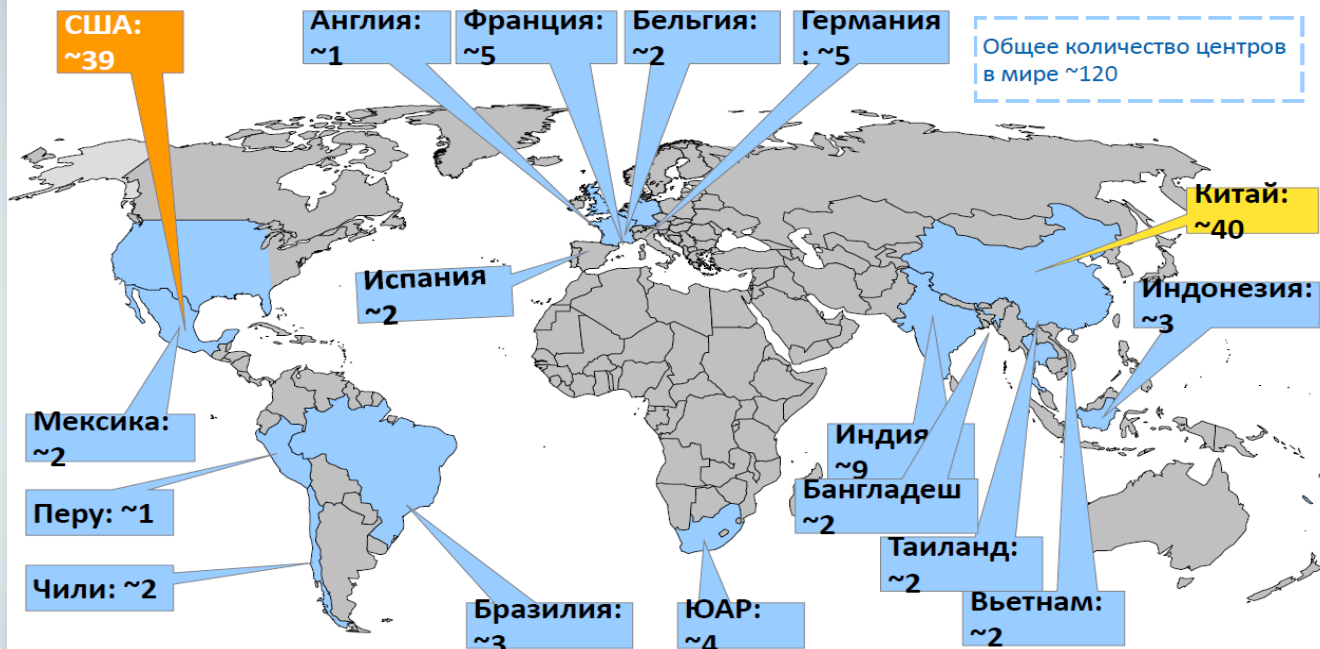 США:
~39
Англия:
~1
Франция:
~5
Бельгия:
~2
Германия
: ~5
Общее количество центров
в мире ~120
Китай:
~40
Испания
~2
Индонезия:
~3
Мексика:
~2
Индия
~9
Перу: ~1
Бангладеш
~2
Таиланд:
~2
Чили: ~2
Бразилия:
~3
ЮАР:
~4
Вьетнам:
~2